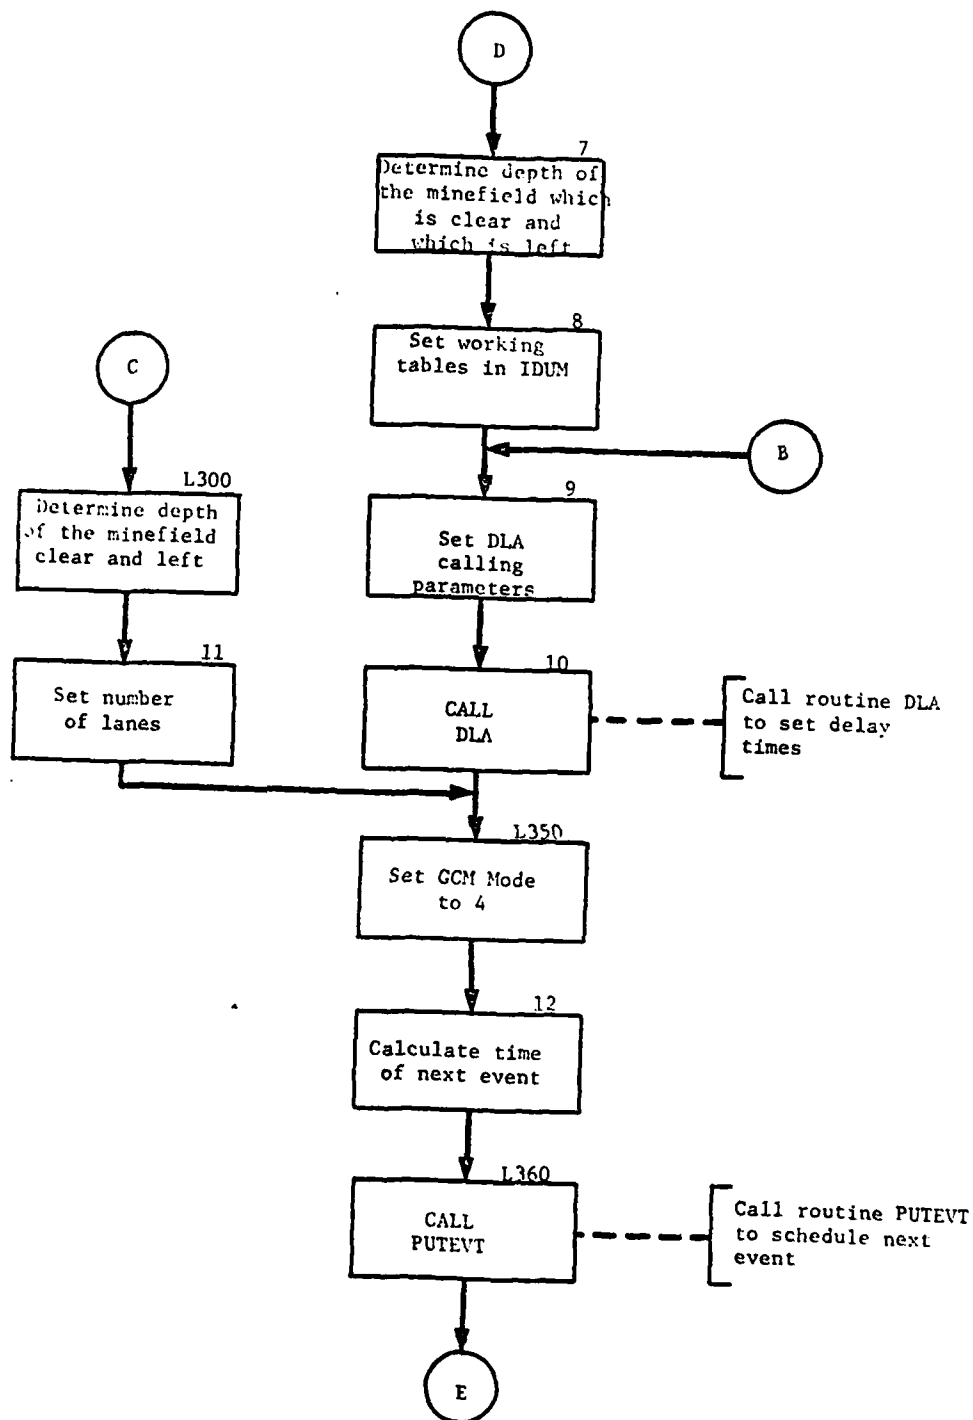 D
7
Determine depth of
the minefield which
is clear and
which is left
8
Set working
tables in IDUM
C
B
L300
Determine depth
of the minefield
clear and left
9
Set DLA
calling
parameters
11
Set number
of lanes
10
CALL
DLA
Call routine DLA
to set delay
times
L350
Set GCM Mode
to 4
12
Calculate time
of next event
L360
CALL
PUTEVT
Call routine PUTEVT
to schedule next
event
E